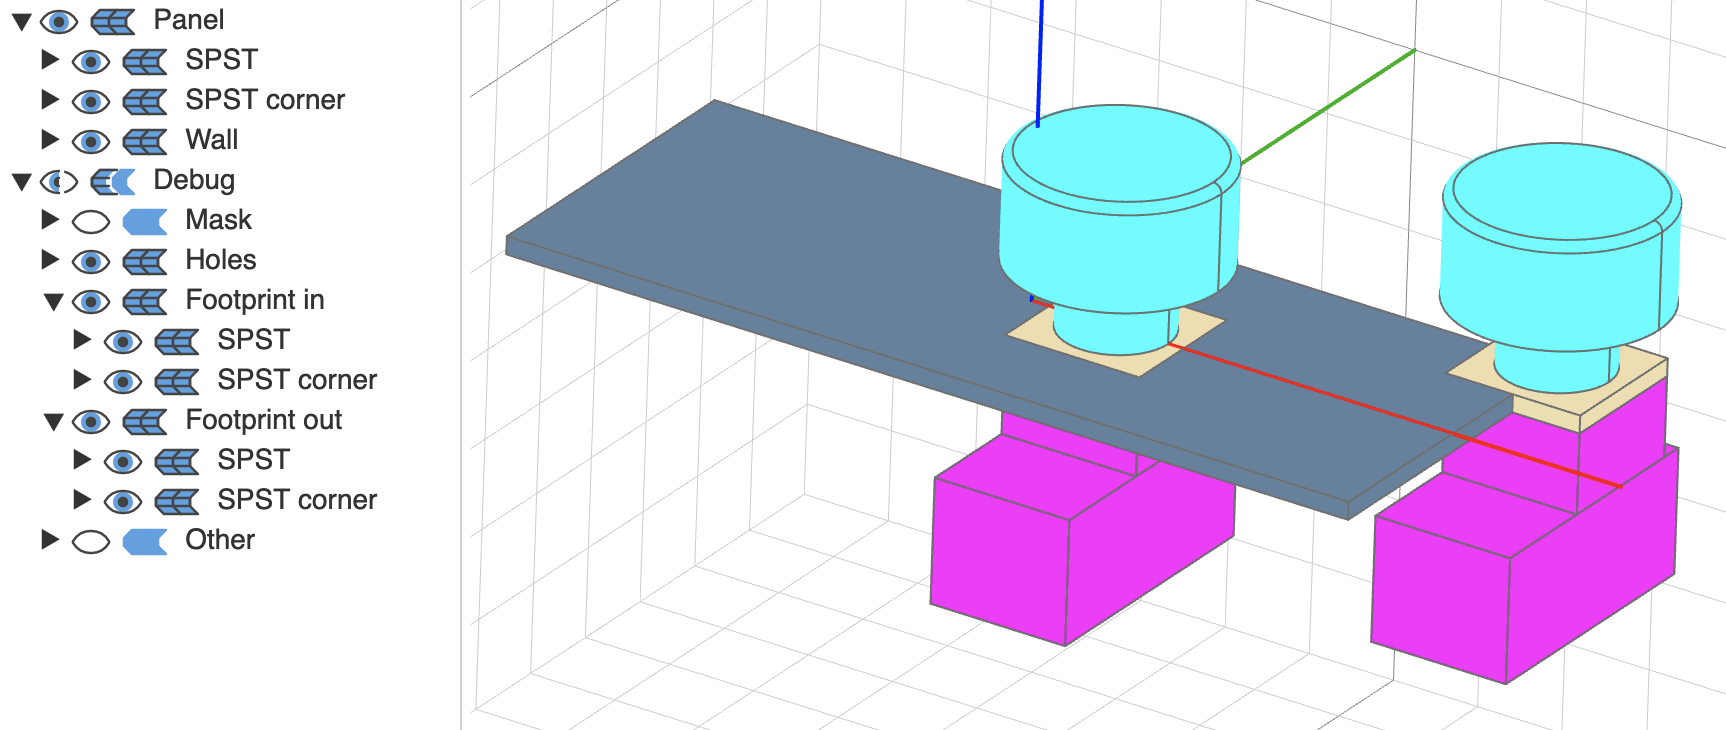 Panel
SPST
SPST corner
Wall
Debug
Mask
Holes
Footprint in
SPST
SPST corner
Footprint out
SPST
SPST corner
Other